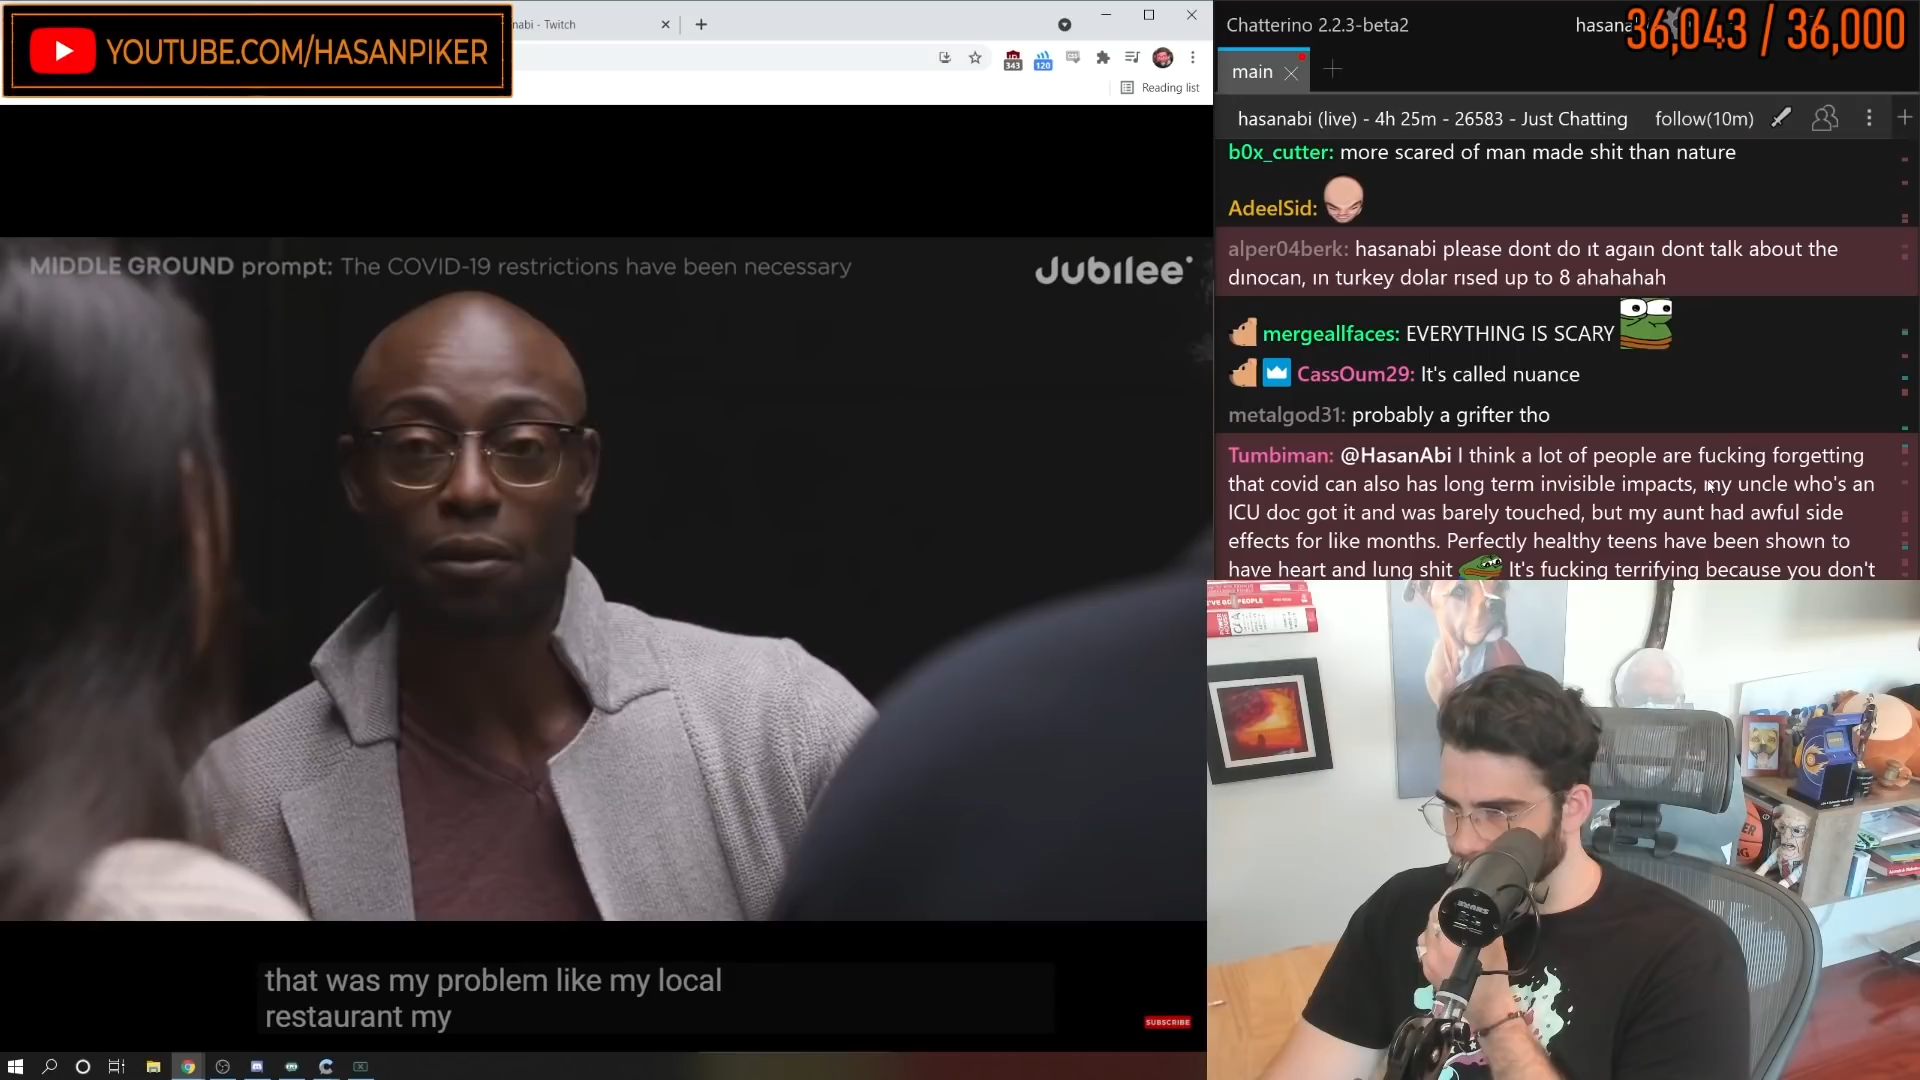 YOUTUBE.COM/HASANPIKER
nabi - Twitch
343
120
Reading list
MIDDLE GROUND prompt: The COVID-19 restrictions have been necessary
Jubilee
that was my problem like my local
restaurant my
SUBSCRIBE
Chatterino 2.2.3-beta2
hasana
36,043 / 36,000
main
hasanabi (live) - 4h 25m - 26583 - Just Chatting
follow(10m)
b0x_cutter: more scared of man made shit than nature
AdeelSid:
alper04berk: hasanabi please dont do ıt agaın dont talk about the
dınocan, ın turkey dolar rısed up to 8 ahahahah
mergeallfaces: EVERYTHING IS SCARY
CassOum29: It's called nuance
metalgod31: probably a grifter tho
Tumbiman: @HasanAbi I think a lot of people are fucking forgetting
that covid can also has long term invisible impacts, my uncle who's an
ICU doc got it and was barely touched, but my aunt had awful side
effects for like months. Perfectly healthy teens have been shown to
have heart and lung shit It's fucking terrifying because you don't